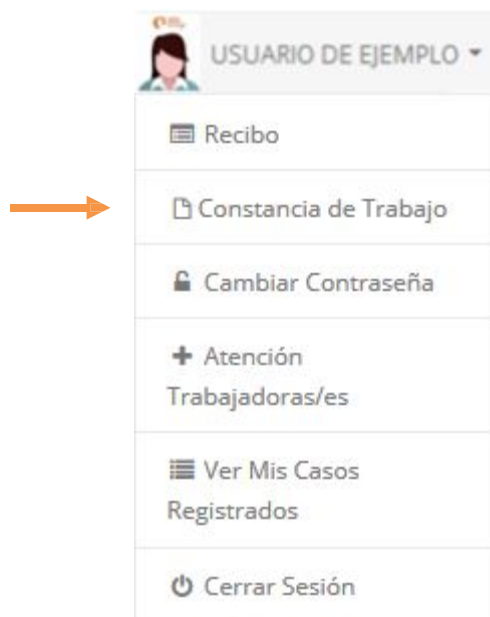 USUARIO DE EJEMPLO
Recibo
Constancia de Trabajo
Cambiar Contraseña
Atención
Trabajadoras/es
Ver Mis Casos
Registrados
Cerrar Sesión